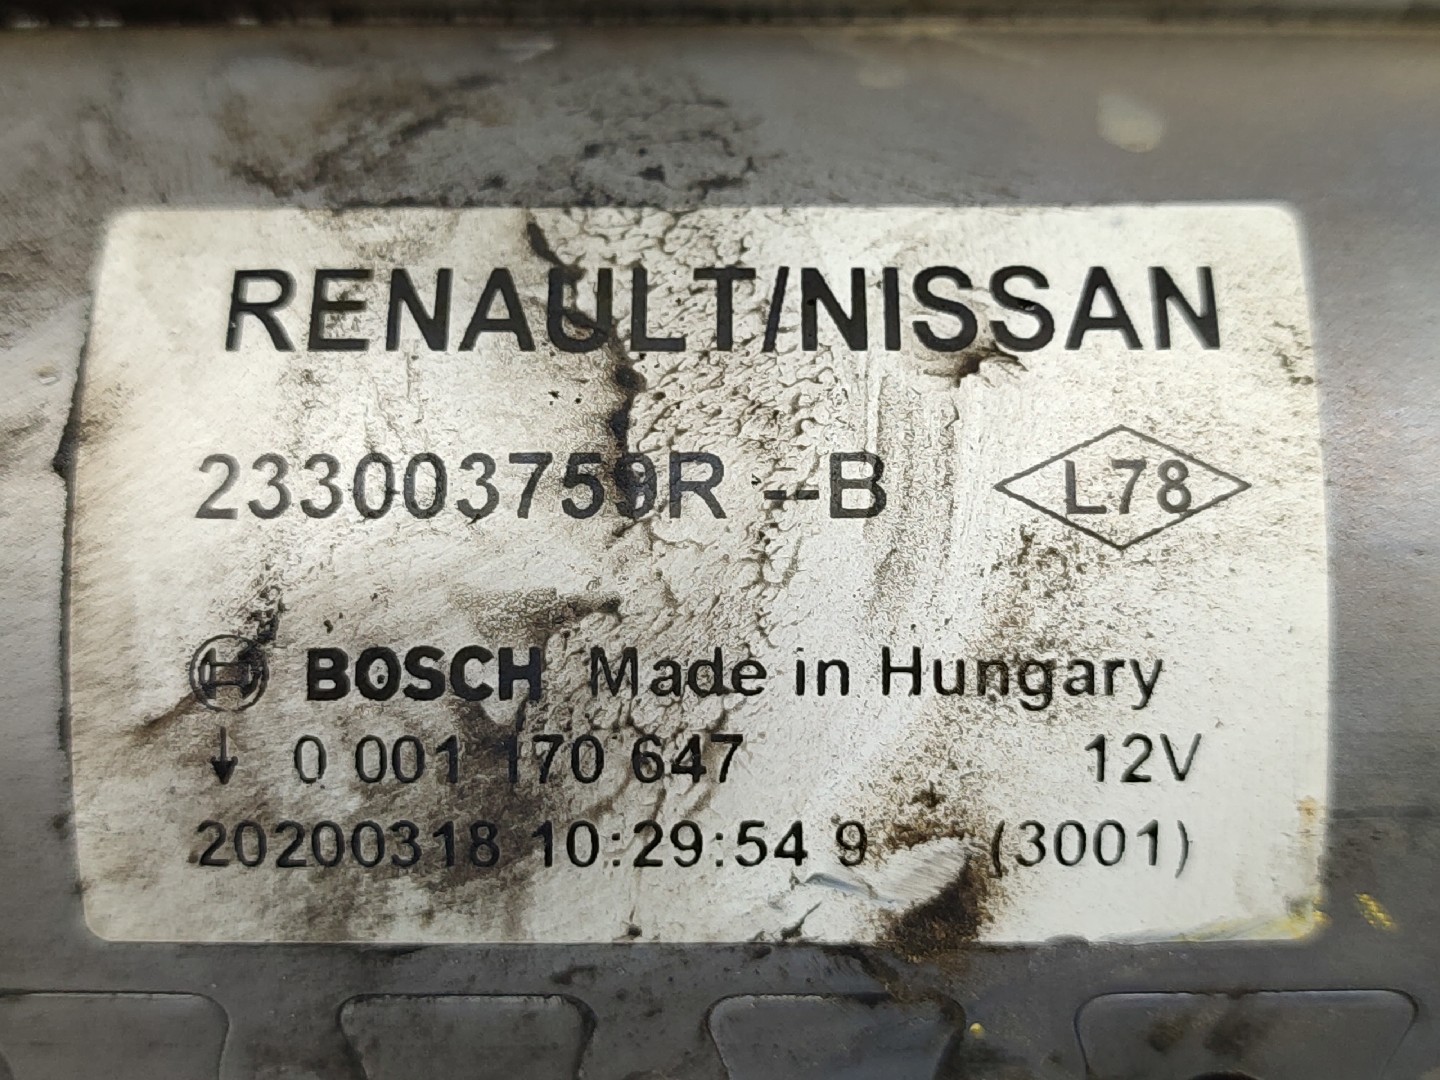 RENAULT/NISSAN
233003759R --B L78
BOSCH Made in Hungary
↓ 0 001 170 647 12V
20200318 10:29:54 9 (3001)